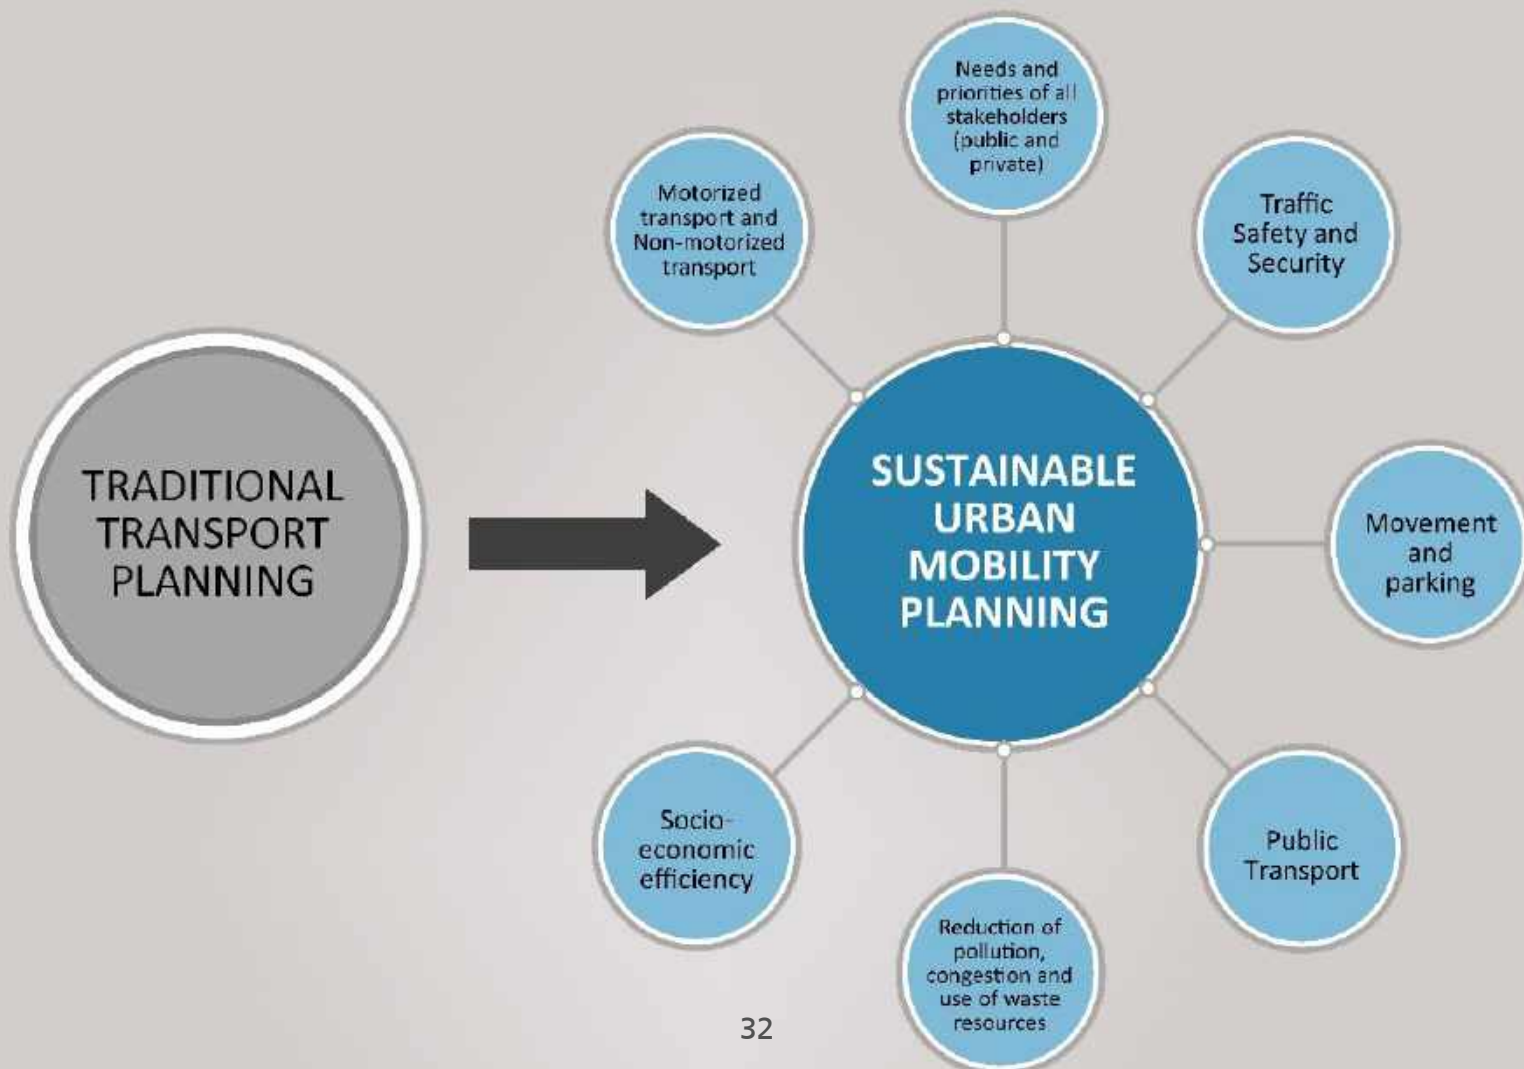 TRADITIONAL
TRANSPORT
PLANNING
SUSTAINABLE
URBAN
MOBILITY
PLANNING
Needs and
priorities of all
stakeholders
(public and
private)
Traffic
Safety and
Security
Movement
and
parking
Public
Transport
Reduction of
pollution,
congestion and
use of waste
resources
Socio-
economic
efficiency
Motorized
transport and
Non-motorized
transport
32